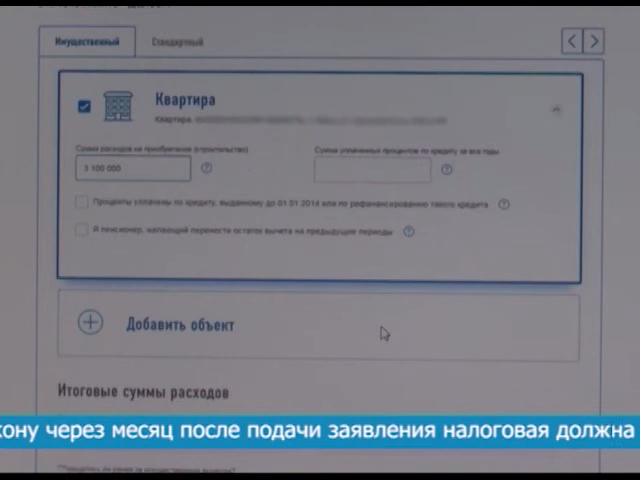 Имущественный Стандартный
Квартира
Квартира,
Сумма расходов на приобретение (строительство)
Сумма уплаченных процентов по кредиту за все годы
3 100 000
Проценты уплачены по кредиту, выданному до 01.01.2014 или по рефинансированию такого кредита
Я пенсионер, желающий перенести остаток вычета на предыдущие периоды
Добавить объект
Итоговые суммы расходов
кону через месяц после подачи заявления налоговая должна